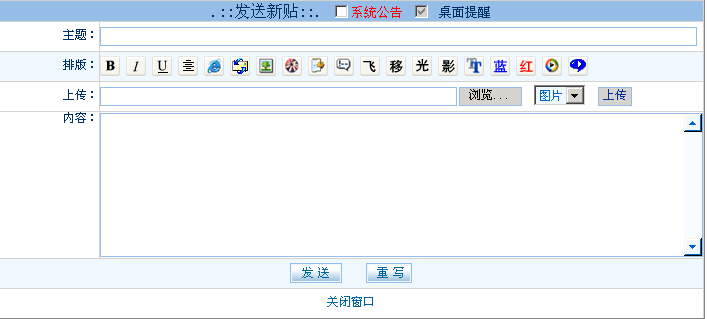 .::发送新贴::. 系统公告 桌面提醒
主题：
排版： B I U 飞 移 光 影 T T 蓝 红
上传： 浏览... 图片 上传
内容：
发 送 重 写
关闭窗口